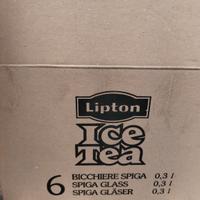 Lipton
Ice
Tea
6 BICCHIERE SPIGA 0,3 l
SPIGA GLASS 0,3 l
SPIGA GLÄSER 0,3 l